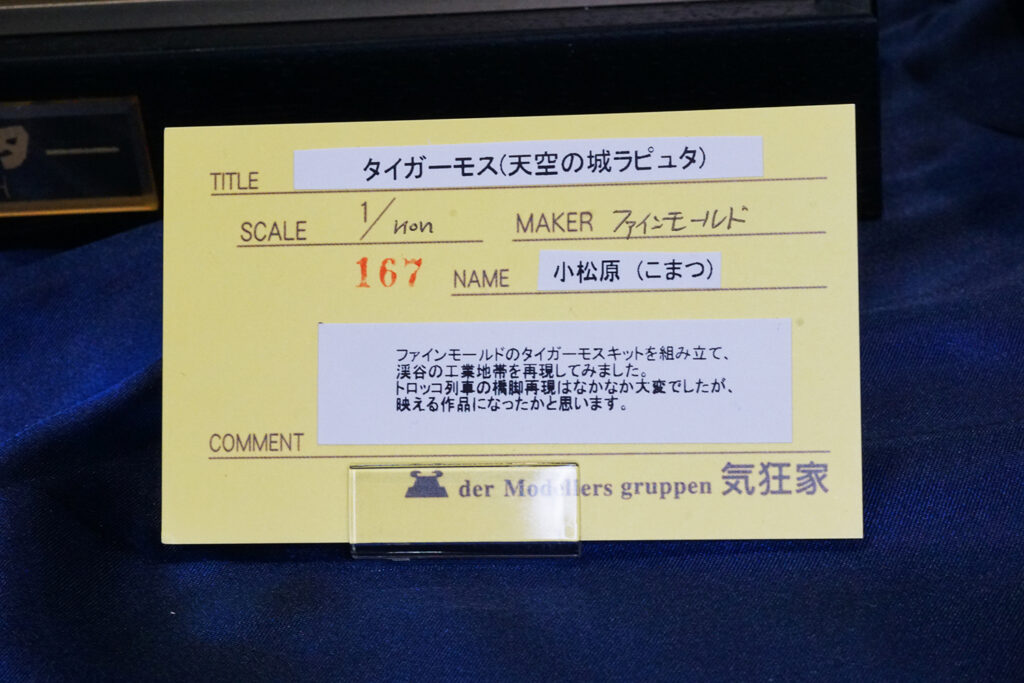 TITLE タイガーモス(天空の城ラピュタ)
SCALE 1/non MAKER ファインモールド
167 NAME 小松原 (こまつ)
ファインモールドのタイガーモスキットを組み立て、
渓谷の工業地帯を再現してみました。
トロッコ列車の橋脚再現はなかなか大変でしたが、
映える作品になったかと思います。
COMMENT
der Modellers gruppen 気狂家